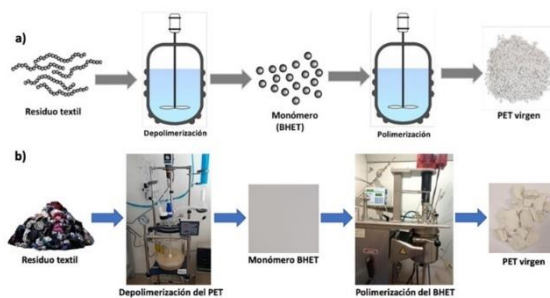 a)
Residuo textil
Depolimerización
Monómero
(BHET)
Polimerización
PET virgen
b)
Residuo textil
Depolimerización del PET
Monómero BHET
Polimerización del BHET
PET virgen